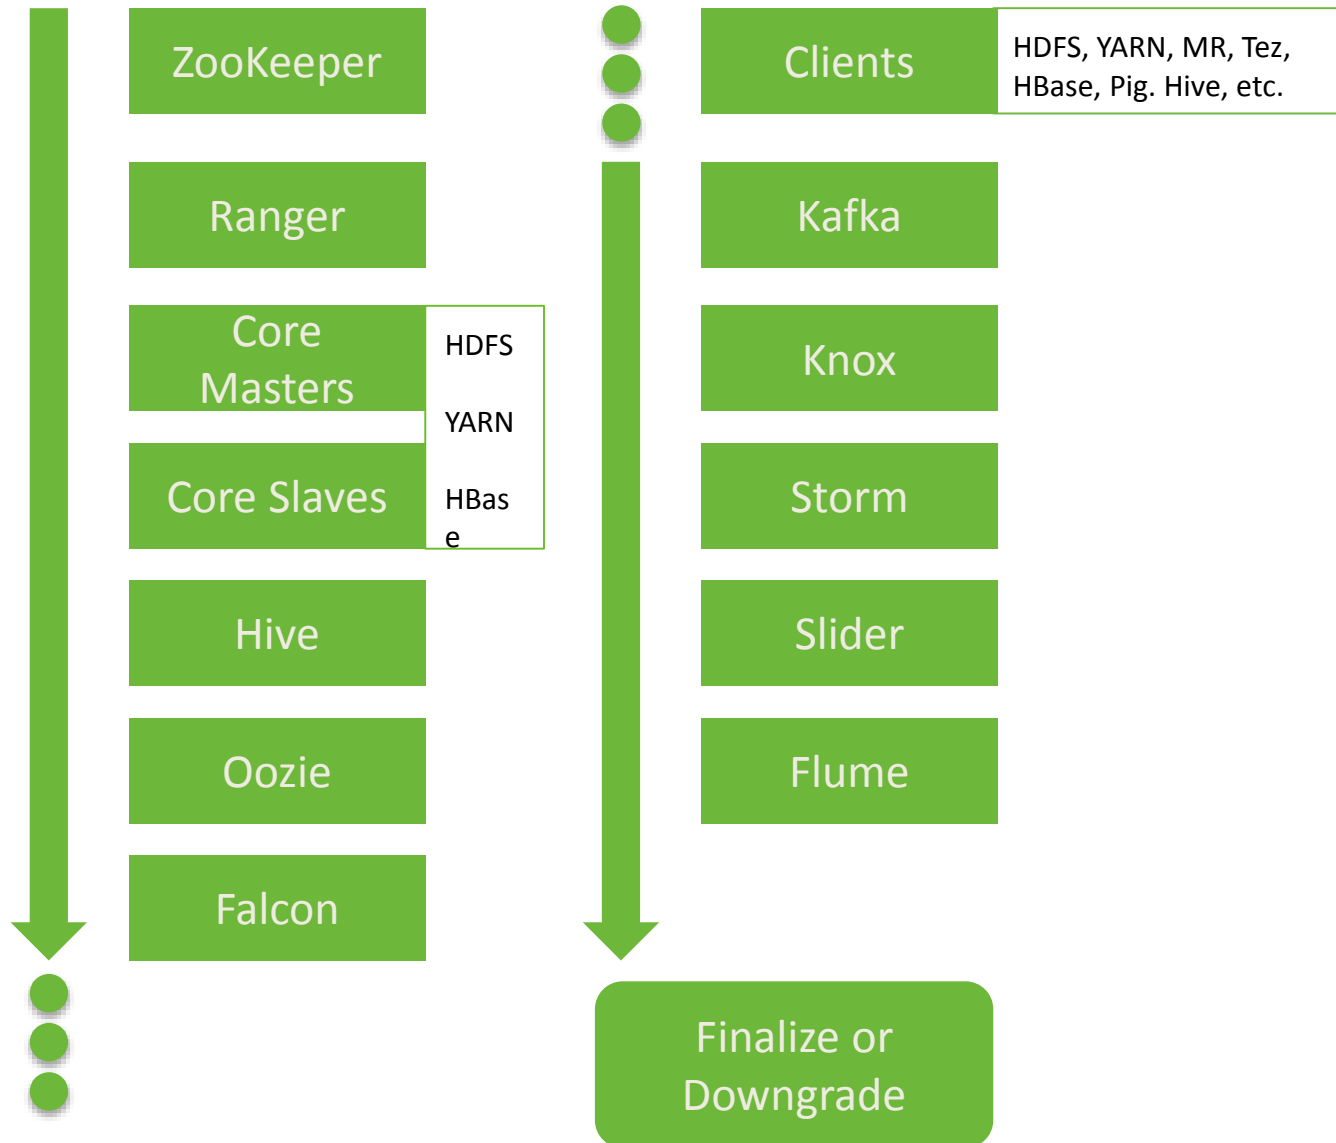 ZooKeeper
Ranger
Core
Masters
HDFS
YARN
HBas
e
Core Slaves
Hive
Oozie
Falcon
Clients
HDFS, YARN, MR, Tez,
HBase, Pig. Hive, etc.
Kafka
Knox
Storm
Slider
Flume
Finalize or
Downgrade